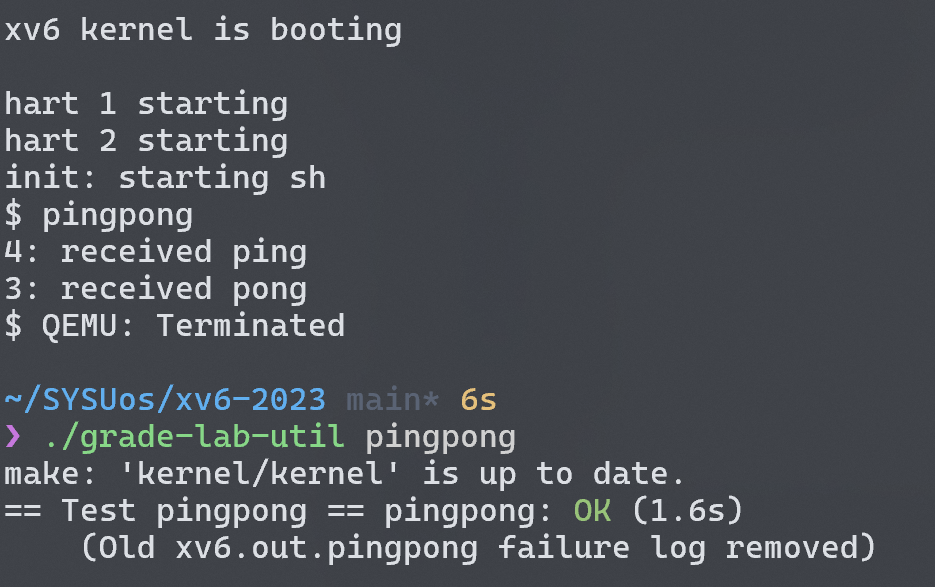 xv6 kernel is booting
hart 1 starting
hart 2 starting
init: starting sh
$ pingpong
4: received ping
3: received pong
$ QEMU: Terminated
~/SYSUos/xv6-2023 main* 6s
❯ ./grade-lab-util pingpong
make: 'kernel/kernel' is up to date.
== Test pingpong == pingpong: OK (1.6s)
(Old xv6.out.pingpong failure log removed)